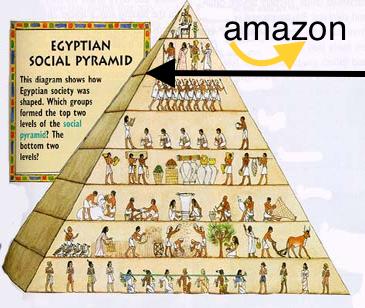 amazon
EGYPTIAN
SOCIAL PYRAMID
This diagram shows how
Egyptian society was
shaped. Which groups
formed the top two
levels of the social
pyramid? The
bottom two
levels?